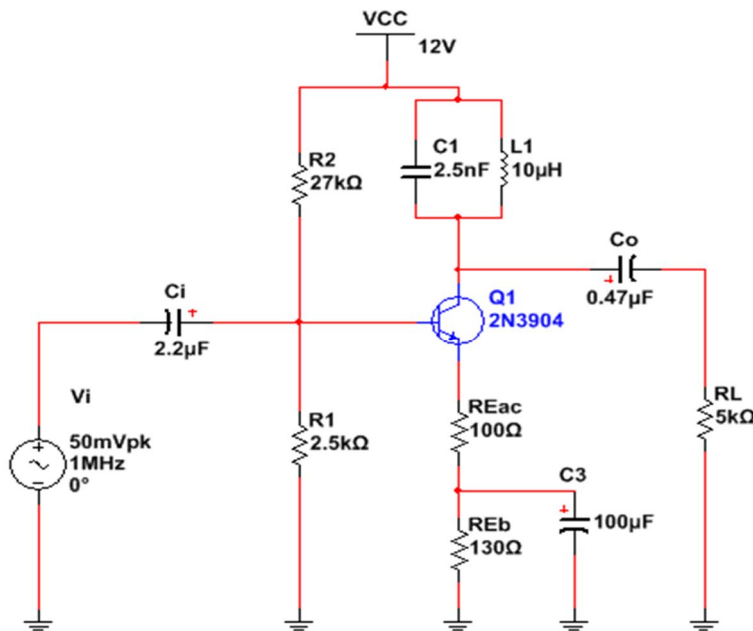 VCC
12V
R2
27kΩ
C1
2.5nF
L1
10µH
Co
0.47µF
Ci
2.2µF
Q1
2N3904
Vi
50mVpk
1MHz
0°
R1
2.5kΩ
REac
100Ω
RL
5kΩ
C3
100µF
REb
130Ω